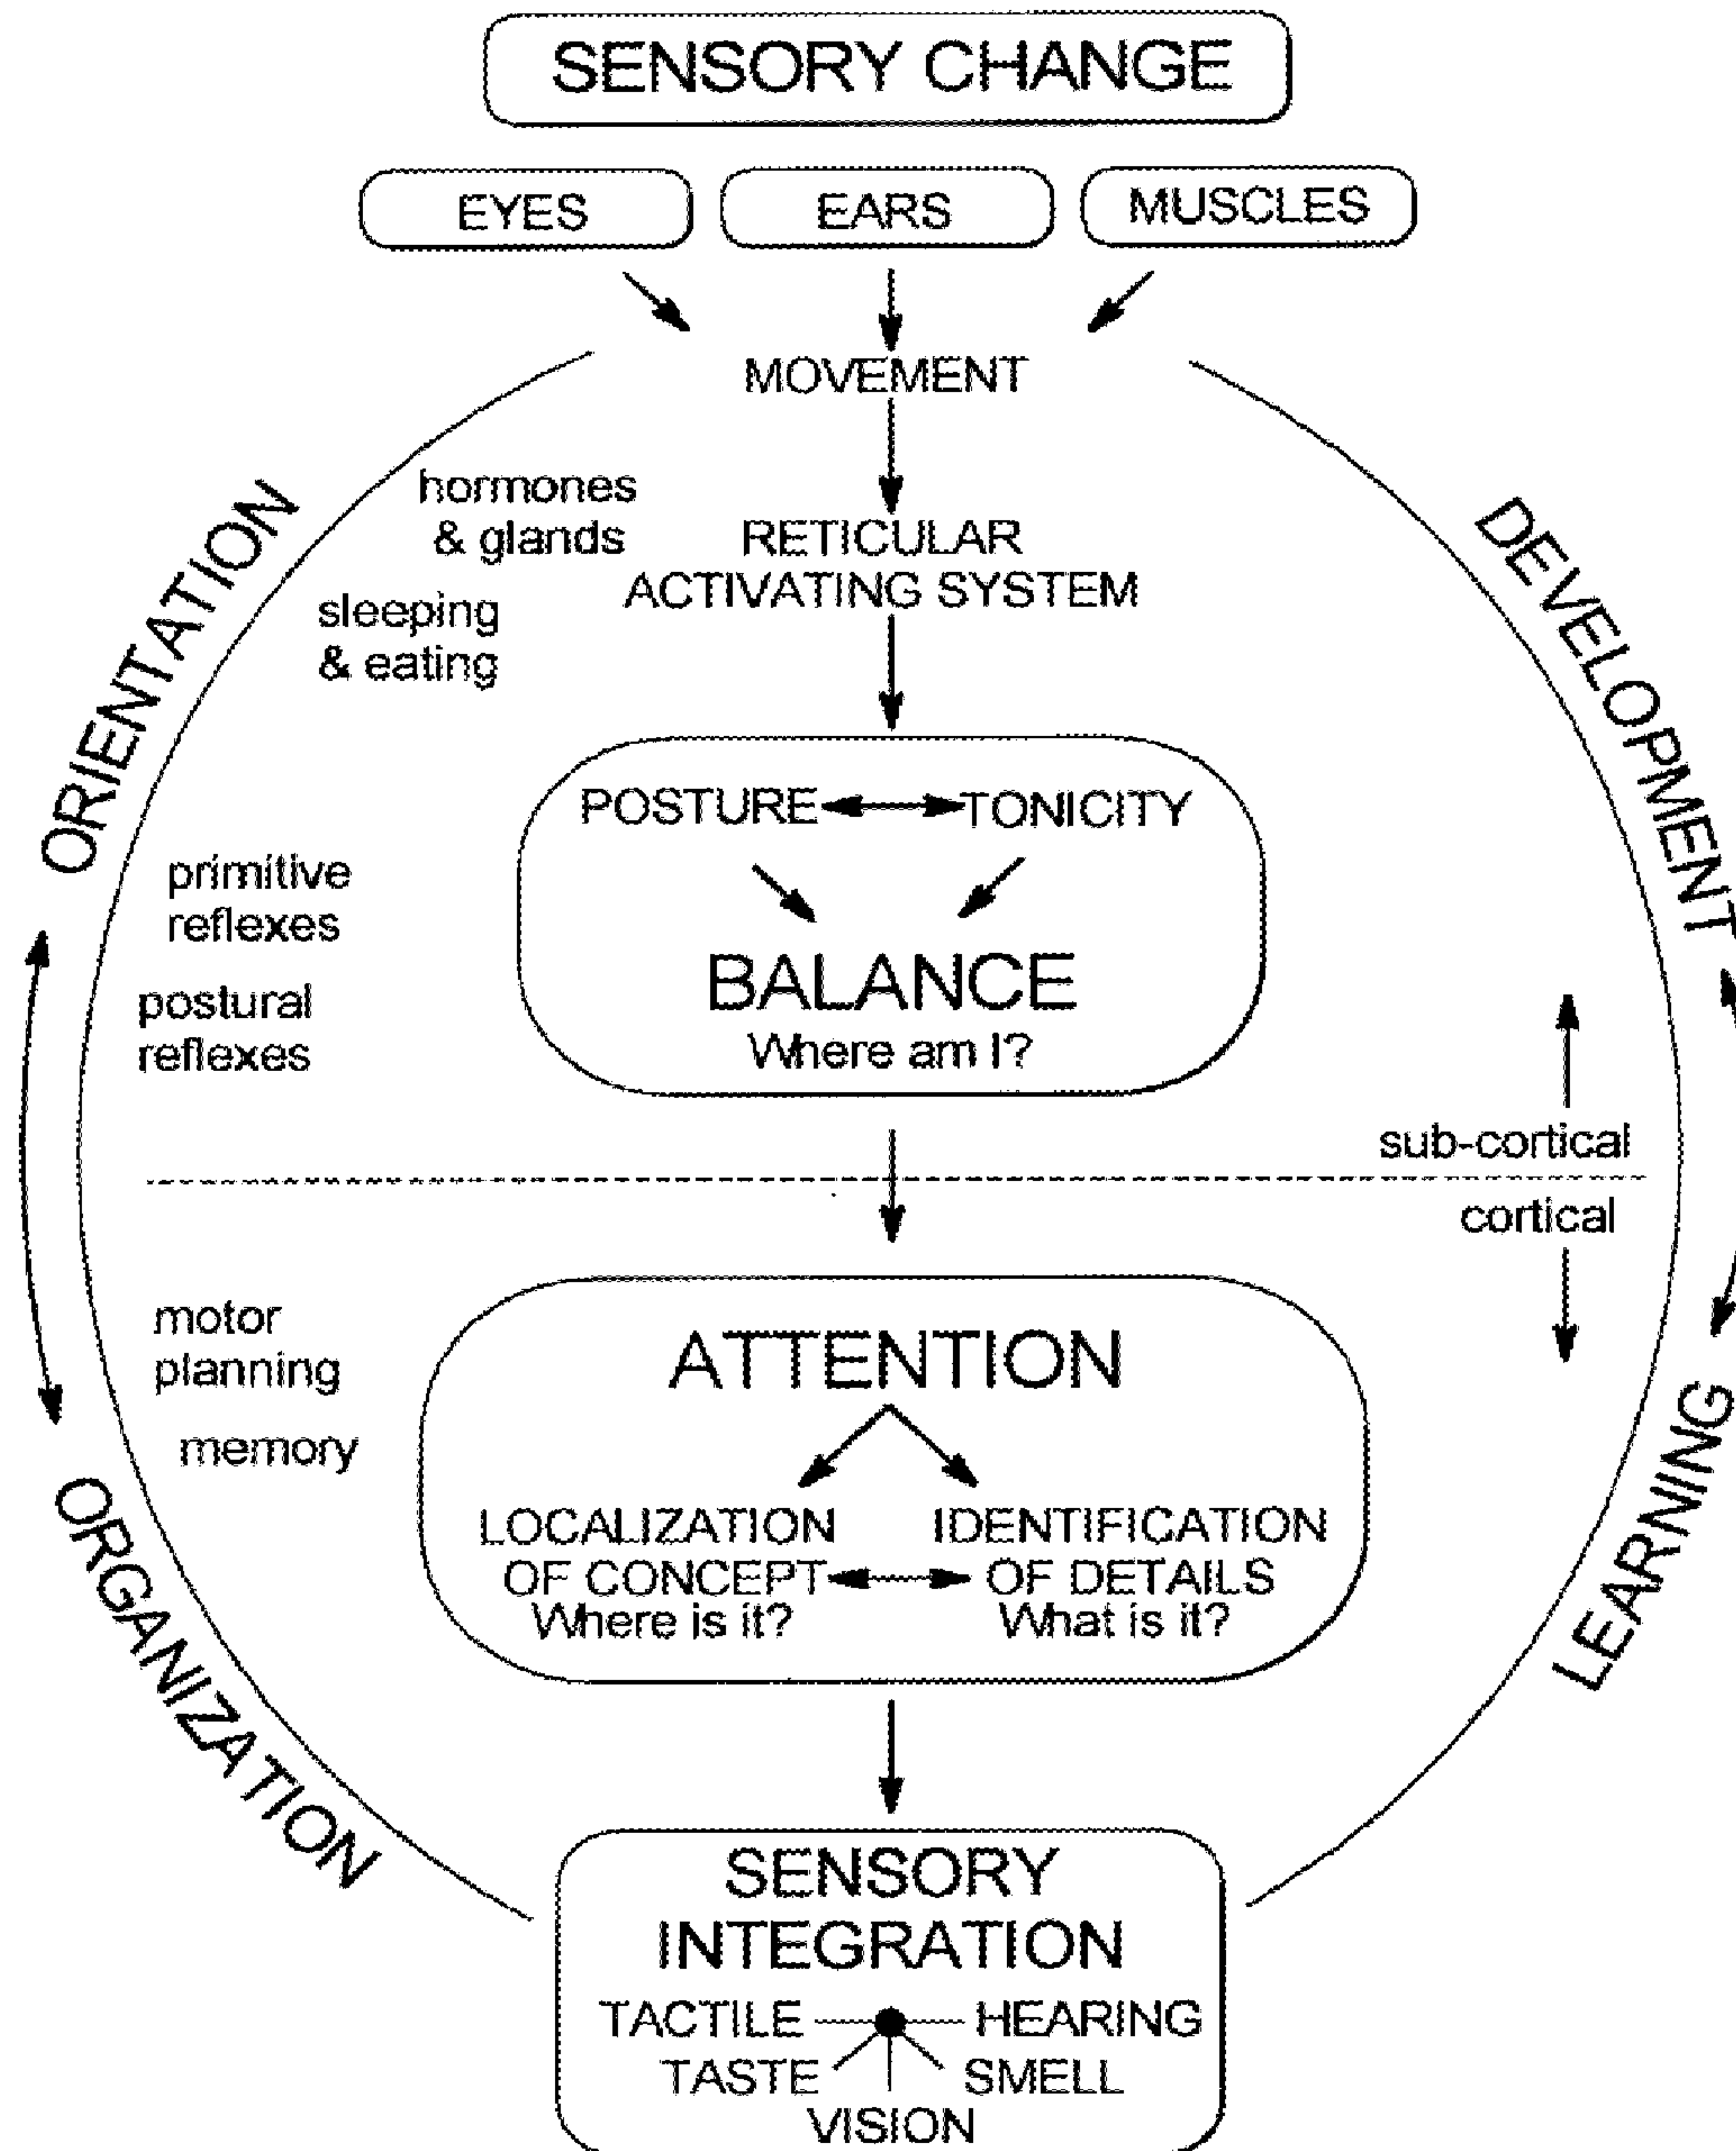 SENSORY CHANGE
EYES
EARS
MUSCLES
MOVEMENT
hormones
& glands
RETICULAR
ACTIVATING SYSTEM
sleeping
& eating
ORIENTATION
DEVELOPMENT
POSTURE
TONICITY
primitive
reflexes
BALANCE
postural
reflexes
Where am I?
sub-cortical
cortical
motor
planning
ATTENTION
memory
LOCALIZATION
OF CONCEPT
Where is it?
IDENTIFICATION
OF DETAILS
What is it?
ORGANIZATION
LEARNING
SENSORY
INTEGRATION
TACTILE
HEARING
TASTE
SMELL
VISION